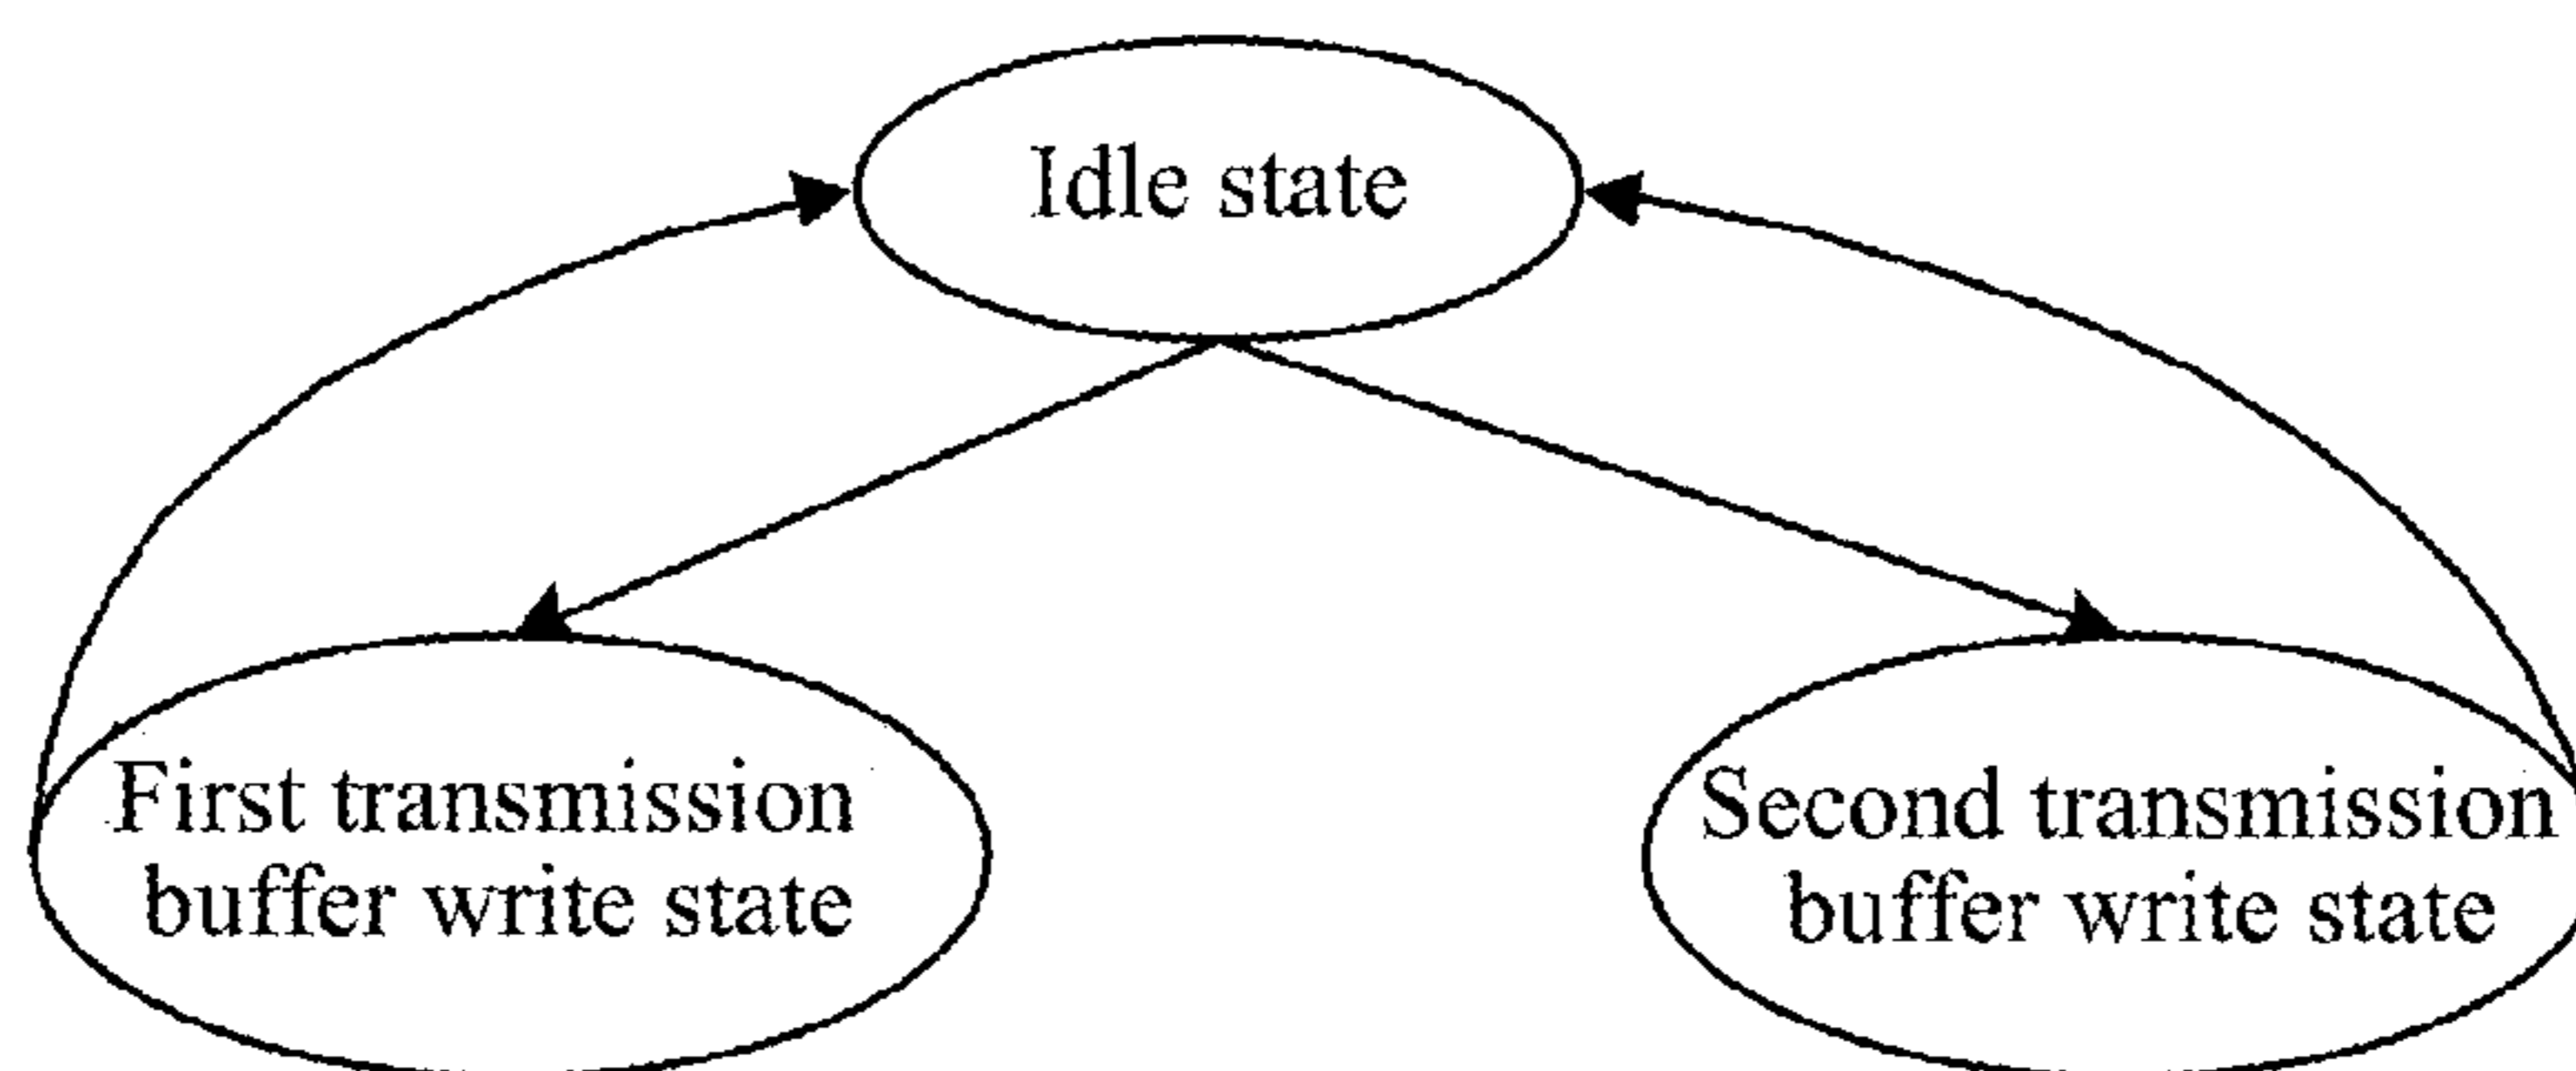 Idle state
First transmission
buffer write state
Second transmission
buffer write state